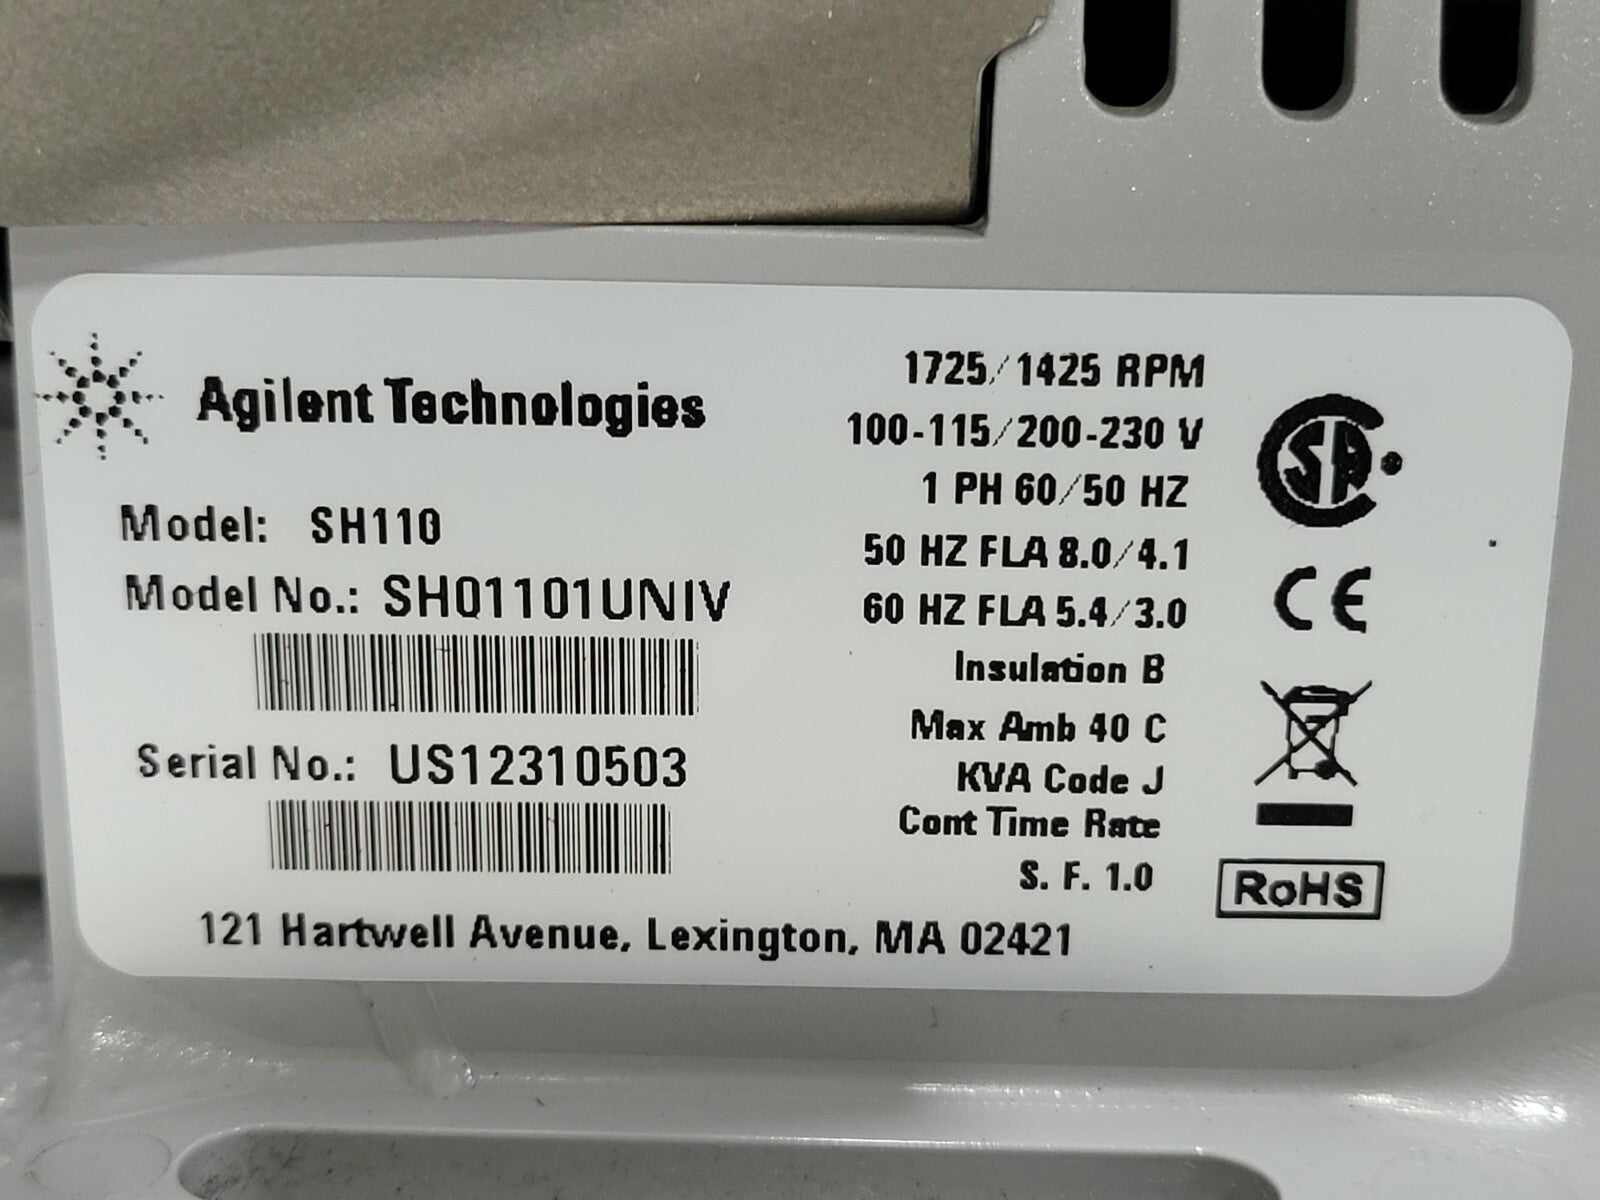 Agilent Technologies
Model: SH110
Model No.: SH01101UNIV
Serial No.: US12310503
1725/1425 RPM
100-115/200-230 V
1 PH 60/50 HZ
50 HZ FLA 8.0/4.1
60 HZ FLA 5.4/3.0
Insulation B
Max Amb 40 C
KVA Code J
Cont Time Rate
S. F. 1.0
121 Hartwell Avenue, Lexington, MA 02421
SA
CE
RoHS